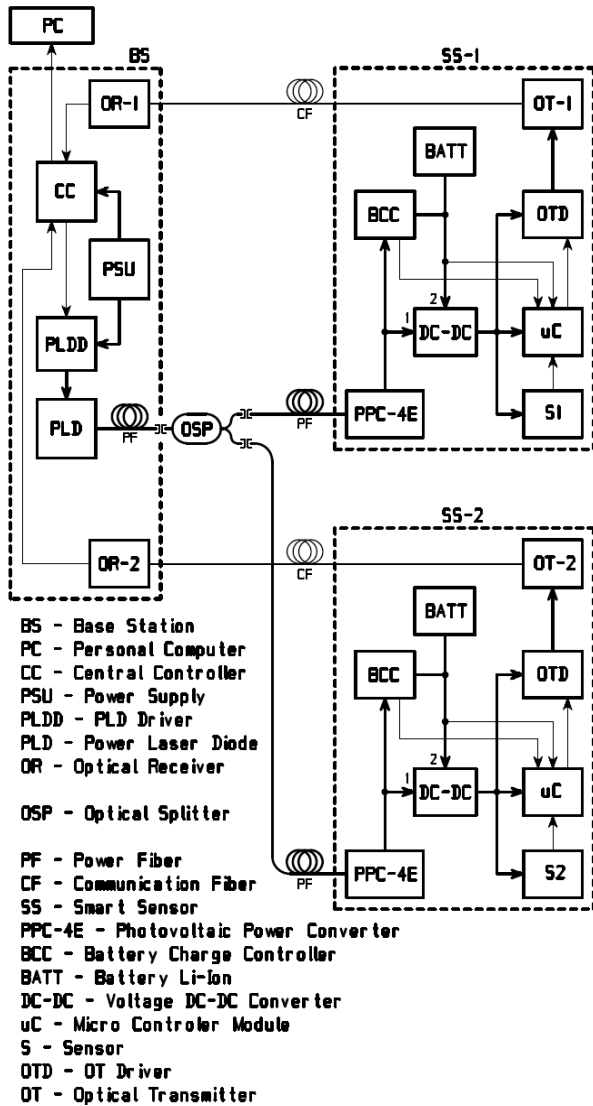 PC
BS
SS-1
OR-1
CF
OT-1
BATT
CC
BCC
OTD
PSU
2
1
DC-DC
uC
PLDD
PLD
PF
OSP
PF
PPC-4E
S1
SS-2
OR-2
CF
OT-2
BATT
BCC
OTD
2
1
DC-DC
uC
PF
PPC-4E
S2
BS - Base Station
PC - Personal Computer
CC - Central Controller
PSU - Power Supply
PLDD - PLD Driver
PLD - Power Laser Diode
OR - Optical Receiver
OSP - Optical Splitter
PF - Power Fiber
CF - Communication Fiber
SS - Smart Sensor
PPC-4E - Photovoltaic Power Converter
BCC - Battery Charge Controller
BATT - Battery Li-Ion
DC-DC - Voltage DC-DC Converter
uC - Micro Controler Module
S - Sensor
OTD - OT Driver
OT - Optical Transmitter